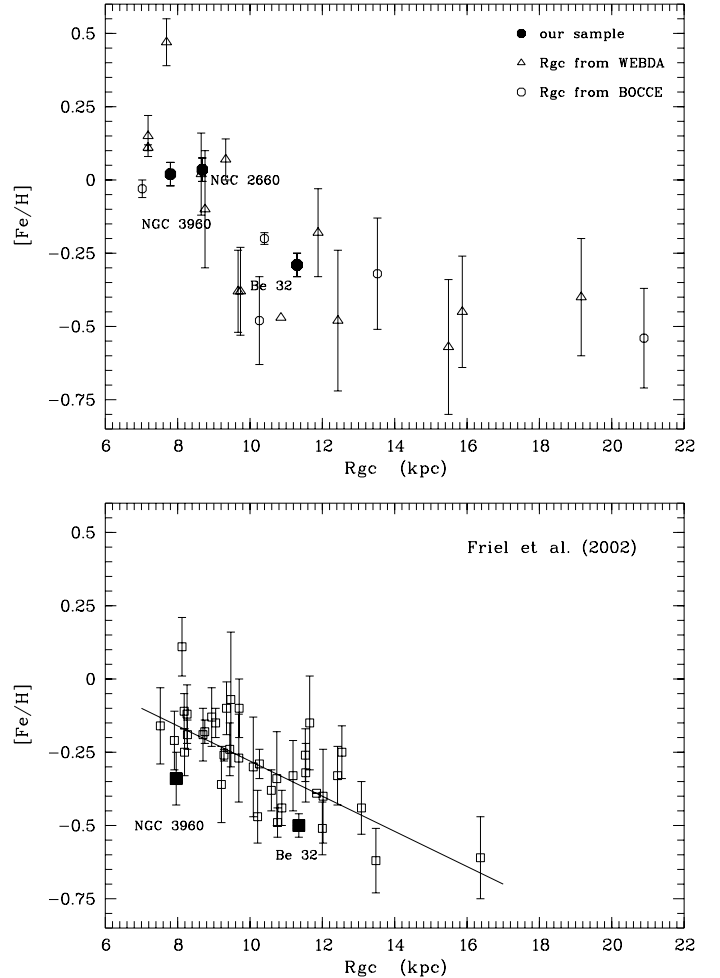 0.5
0.25
0
−0.25
−0.5
−0.75
[Fe/H]
our sample
Rgc from WEBDA
Rgc from BOCCE
NGC 2660
NGC 3960
Be 32
6 8 10 12 14 16 18 20 22
Rgc (kpc)
0.5
0.25
0
−0.25
−0.5
−0.75
[Fe/H]
Friel et al. (2002)
NGC 3960
Be 32
6 8 10 12 14 16 18 20 22
Rgc (kpc)